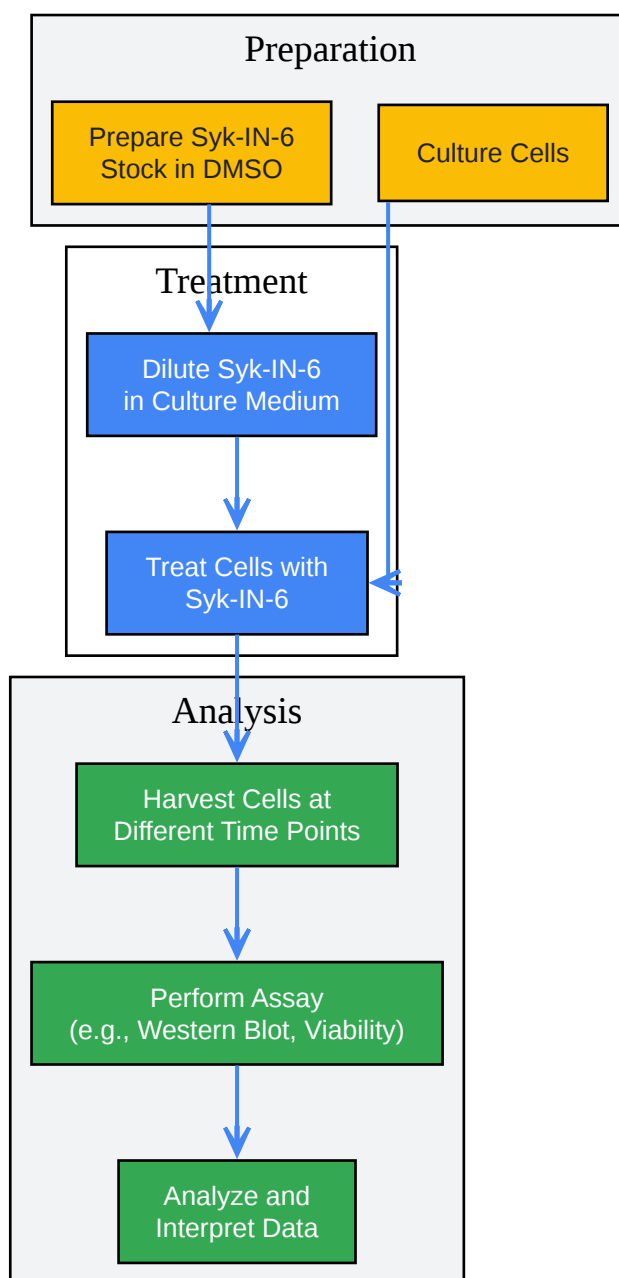 Preparation
Prepare Syk-IN-6
Stock in DMSO
Culture Cells
Treatment
Dilute Syk-IN-6
in Culture Medium
Treat Cells with
Syk-IN-6
Analysis
Harvest Cells at
Different Time Points
Perform Assay
(e.g., Western Blot, Viability)
Analyze and
Interpret Data